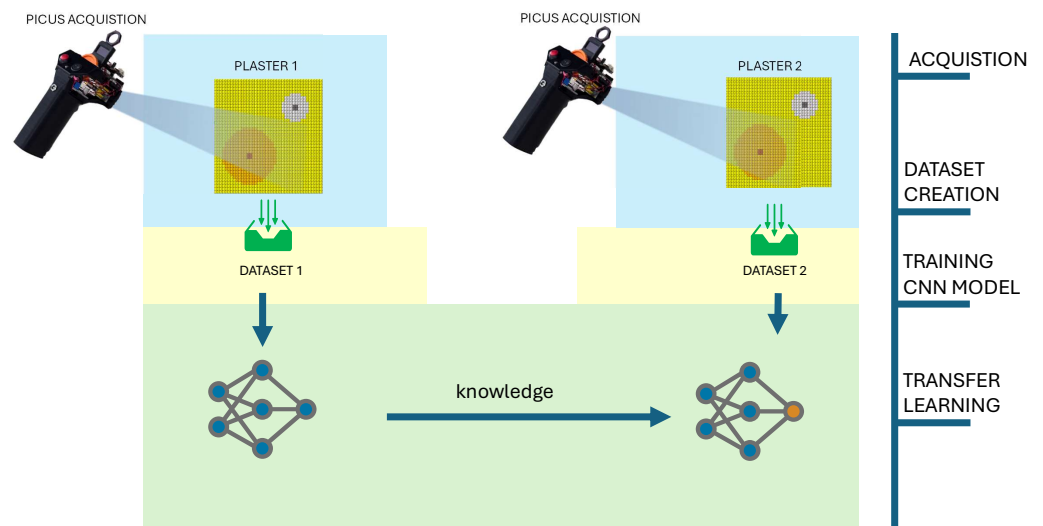 PICUS ACQUISTION
PICUS ACQUISTION
PLASTER 1
PLASTER 2
DATASET 1
DATASET 2
knowledge
ACQUISTION
DATASET
CREATION
TRAINING
CNN MODEL
TRANSFER
LEARNING